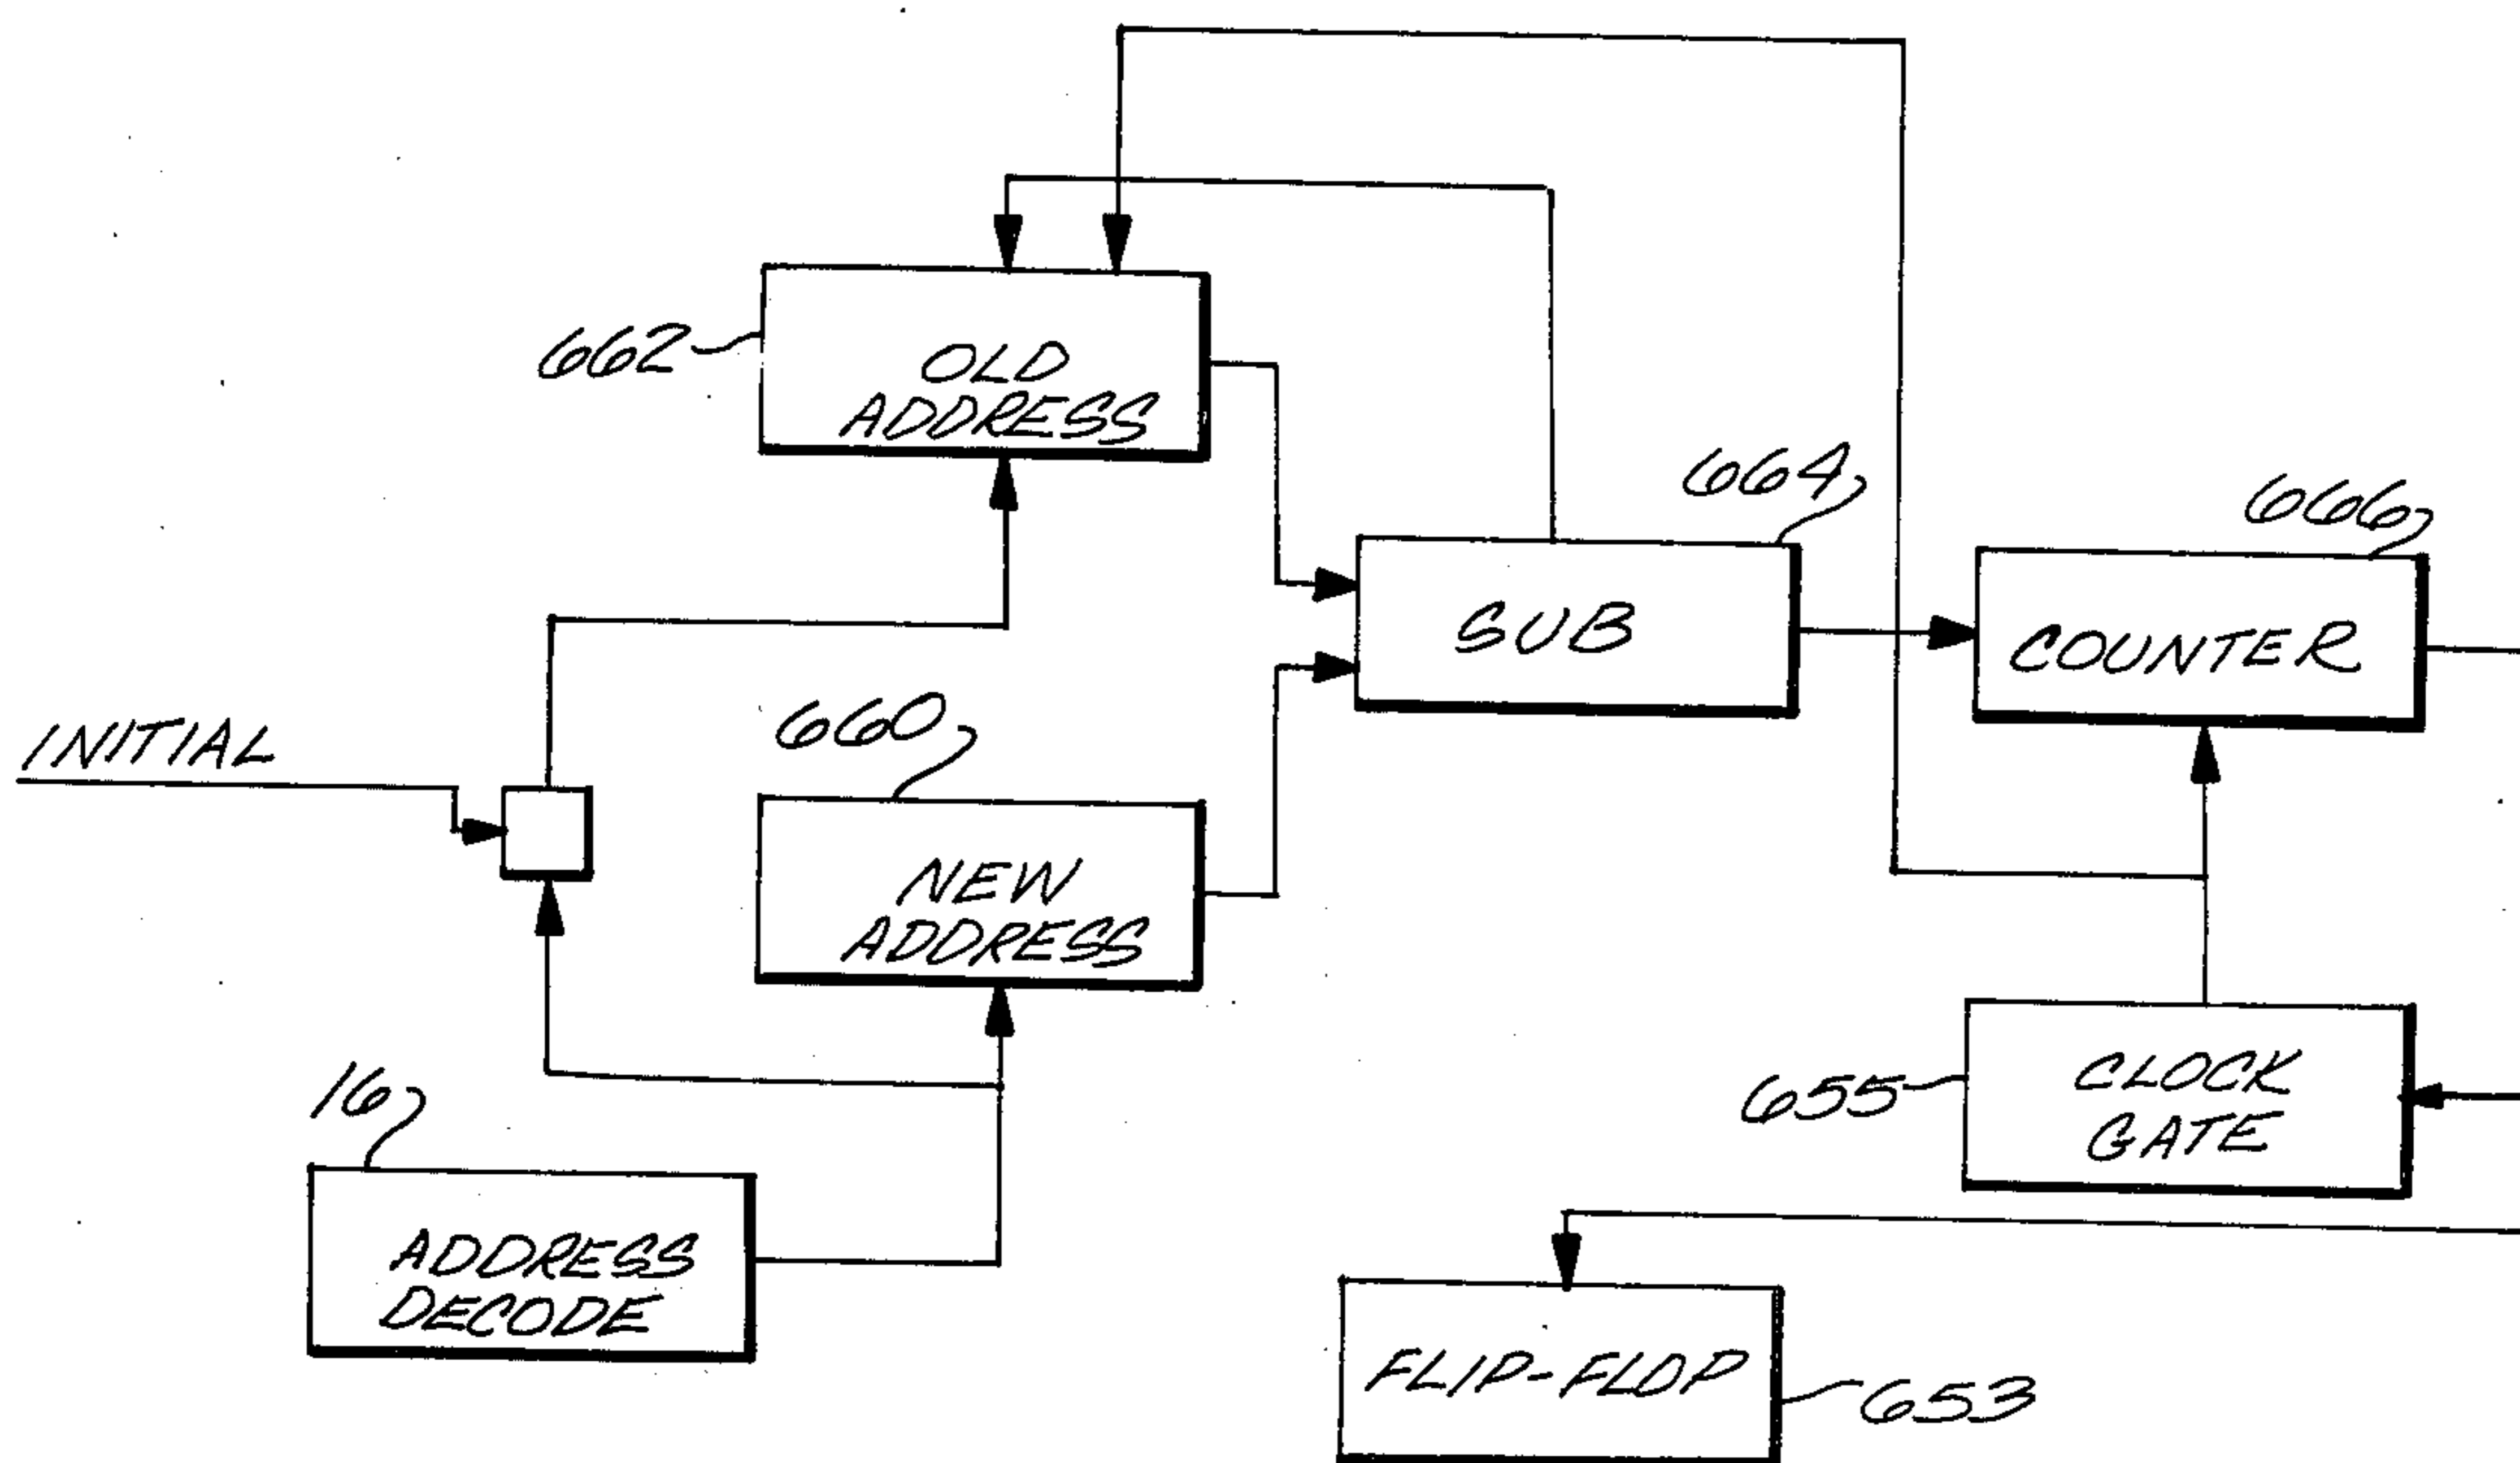 662
OLD
ADDRESS
664
666
SUB
COUNTER
INITIAL
660
NEW
ADDRESS
16
655
CLOCK
GATE
ADDRESS
DECODE
FLIP-FLOP
653